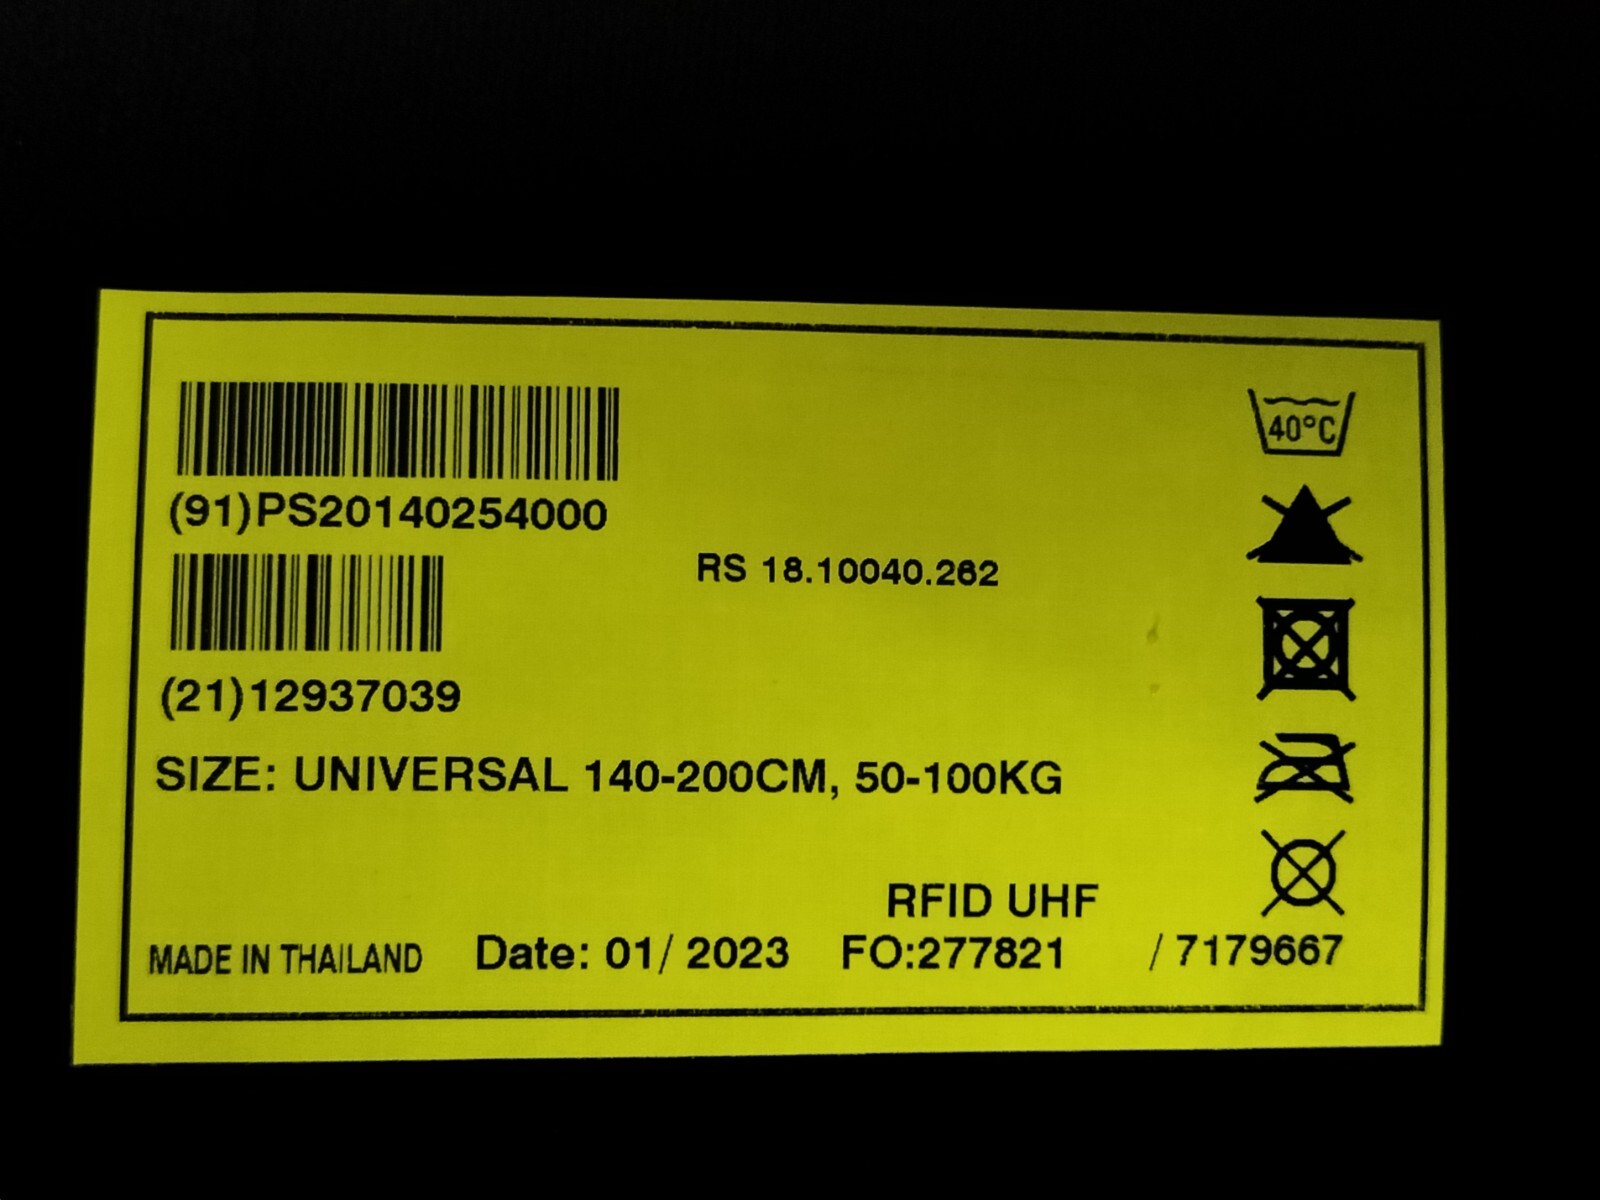 40°C
(91)PS20140254000
RS 18.10040.262
(21)12937039
SIZE: UNIVERSAL 140-200CM, 50-100KG
RFID UHF
MADE IN THAILAND Date: 01/ 2023 FO:277821 / 7179667